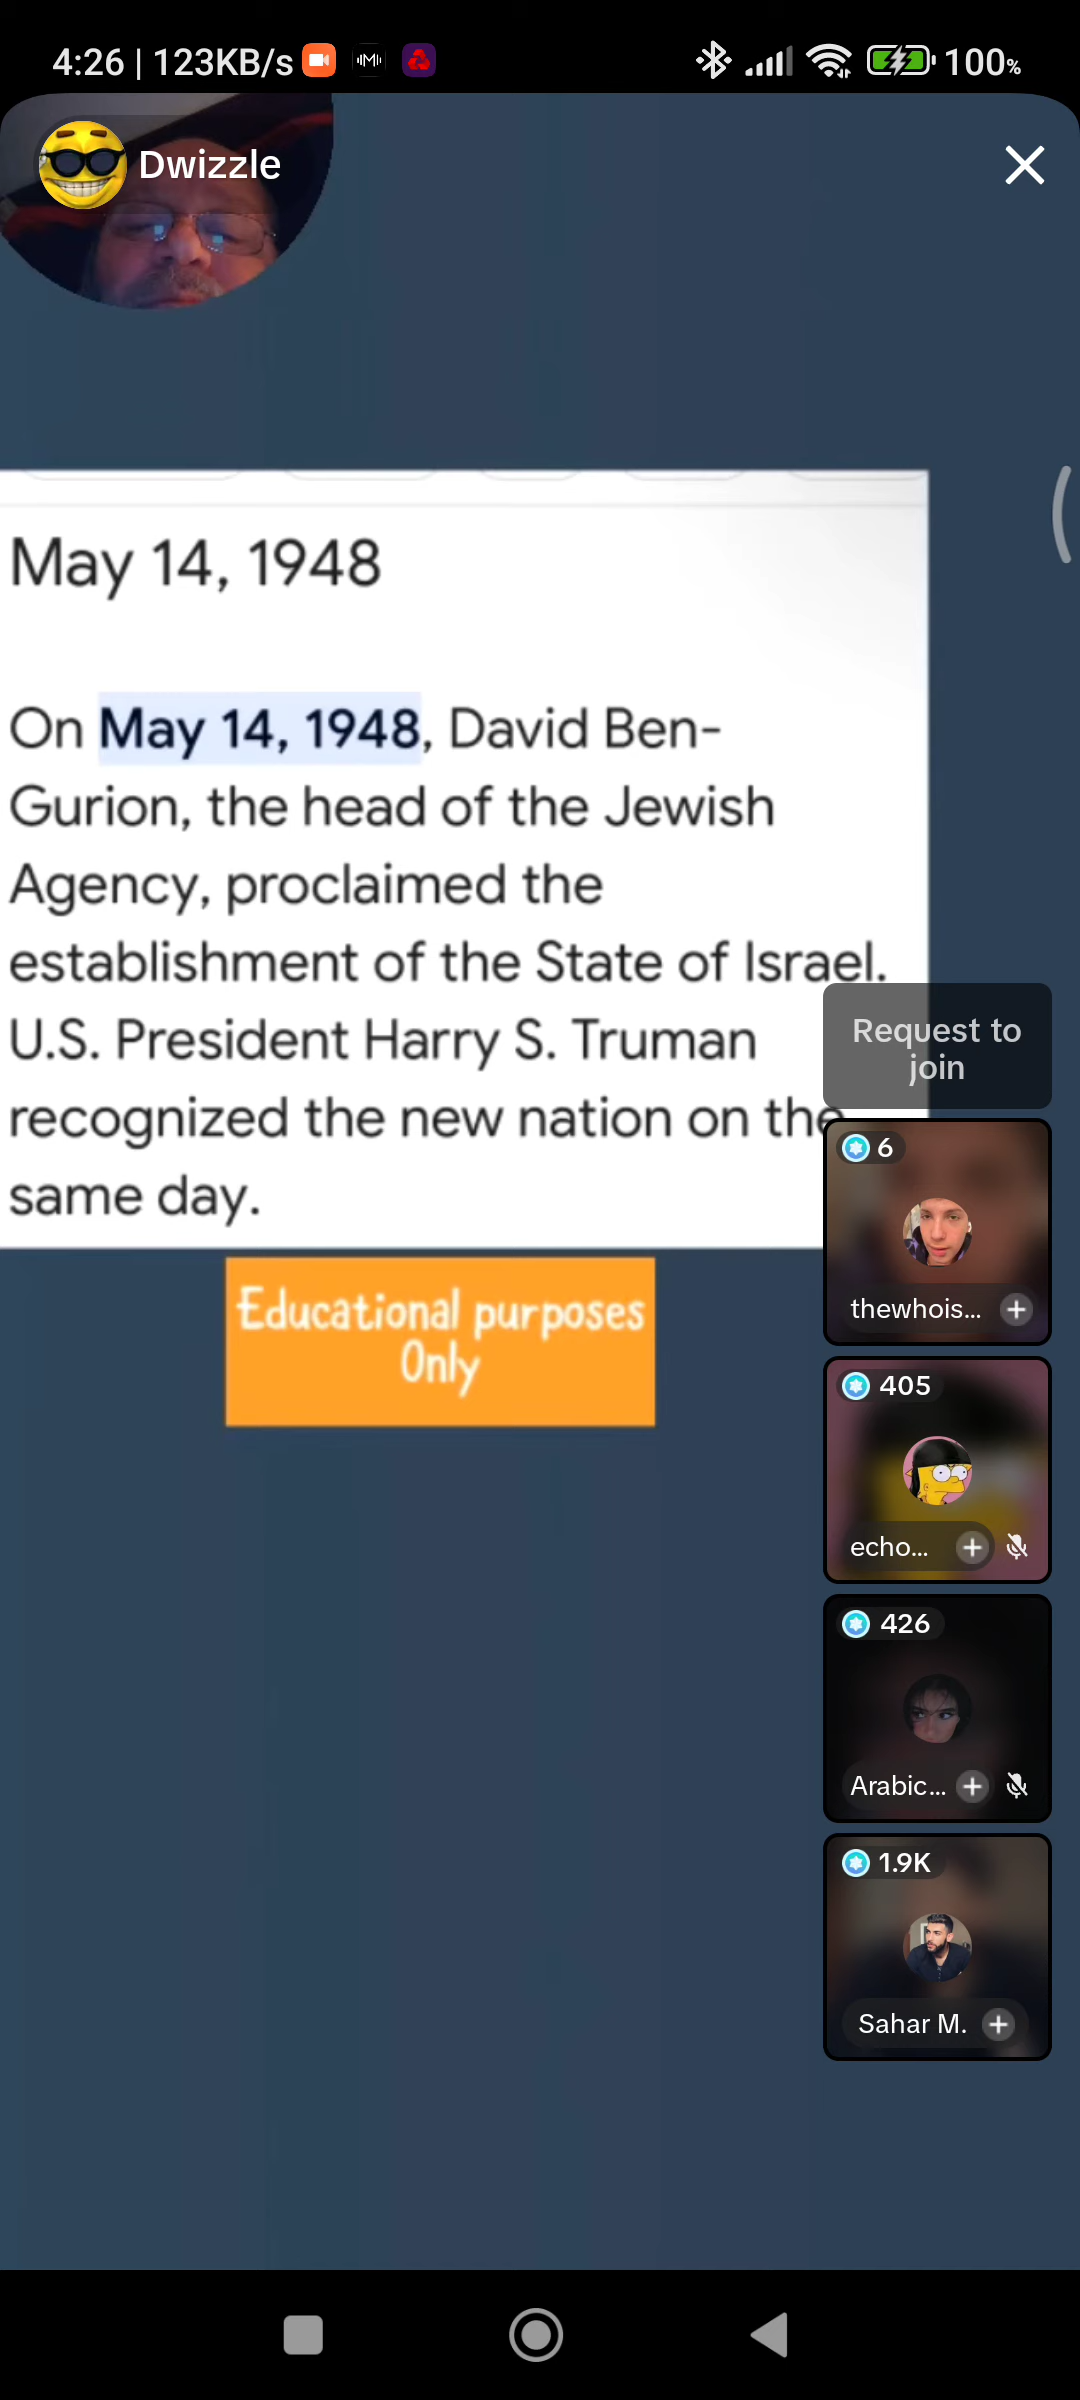 4:26 | 123KB/s
100%
Dwizzle
May 14, 1948
On May 14, 1948, David Ben-
Gurion, the head of the Jewish
Agency, proclaimed the
establishment of the State of Israel.
U.S. President Harry S. Truman
recognized the new nation on the
same day.
Educational purposes
Only
Request to
join
6
thewhois...
405
echo...
426
Arabic...
1.9K
Sahar M.